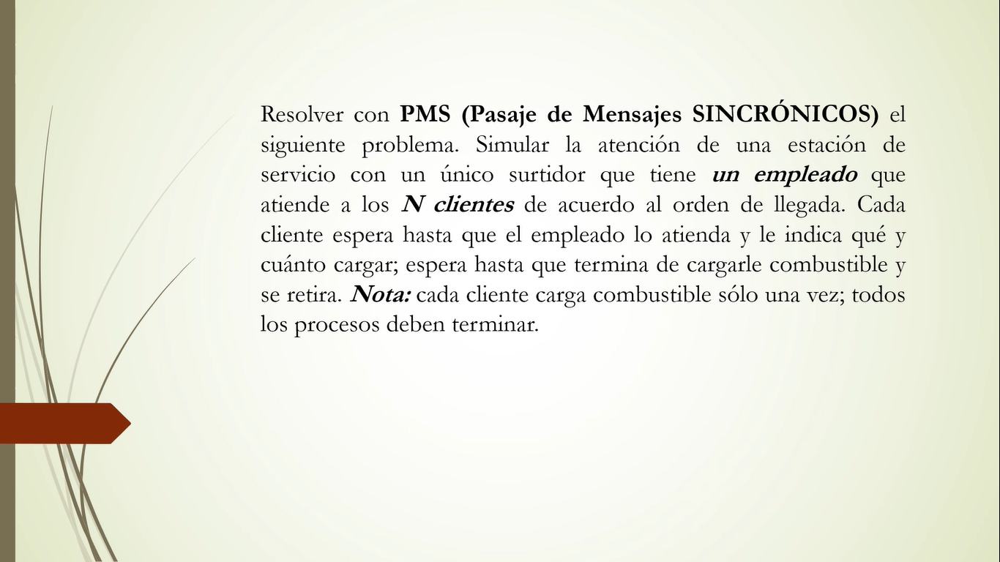 Resolver con PMS (Pasaje de Mensajes SINCRÓNICOS) el
siguiente problema. Simular la atención de una estación de
servicio con un único surtidor que tiene un empleado que
atiende a los N clientes de acuerdo al orden de llegada. Cada
cliente espera hasta que el empleado lo atienda y le indica qué y
cuánto cargar; espera hasta que termina de cargarle combustible y
se retira. Nota: cada cliente carga combustible sólo una vez; todos
los procesos deben terminar.